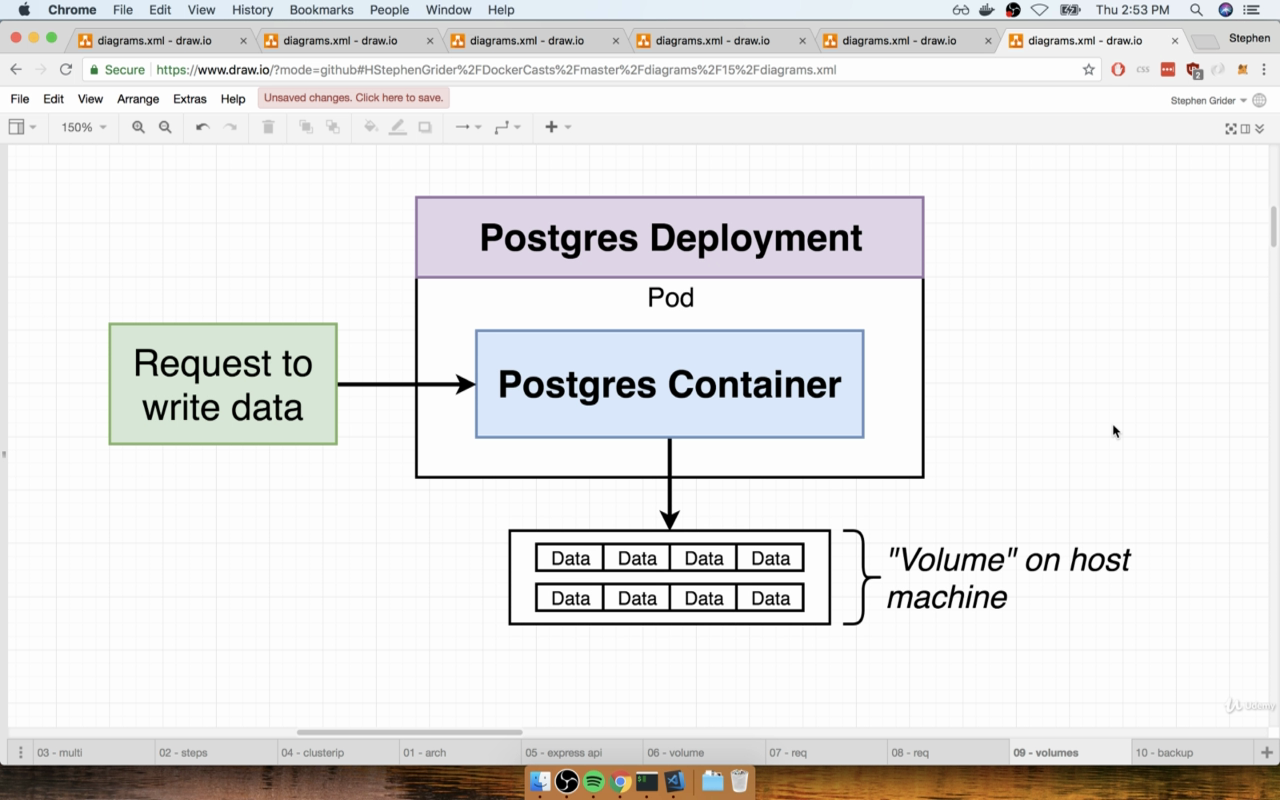 Chrome File Edit View History Bookmarks People Window Help Thu 2:53 PM
diagrams.xml - draw.io diagrams.xml - draw.io diagrams.xml - draw.io diagrams.xml - draw.io diagrams.xml - draw.io diagrams.xml - draw.io Stephen
Secure https://www.draw.io/?mode=github#HStephenGrider%2FDockerCasts%2Fmaster%2Fdiagrams%2F15%2Fdiagrams.xml CSS 2
File Edit View Arrange Extras Help Unsaved changes. Click here to save. Stephen Grider
150%
Postgres Deployment
Pod
Request to
write data
Postgres Container
Data Data Data Data
Data Data Data Data
"Volume" on host
machine
Udemy
03 - multi 02 - steps 04 - clusterip 01 - arch 05 - express api 06 - volume 07 - req 08 - req 09 - volumes 10 - backup